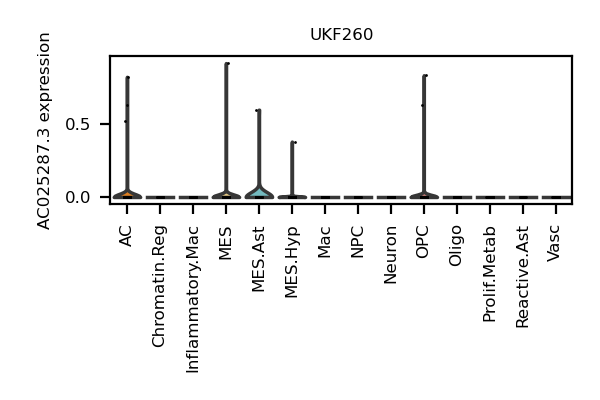 UKF260
AC025287.3 expression
0.5
0.0
AC
Chromatin.Reg
Inflammatory.Mac
MES
MES.Ast
MES.Hyp
Mac
NPC
Neuron
OPC
Oligo
Prolif.Metab
Reactive.Ast
Vasc